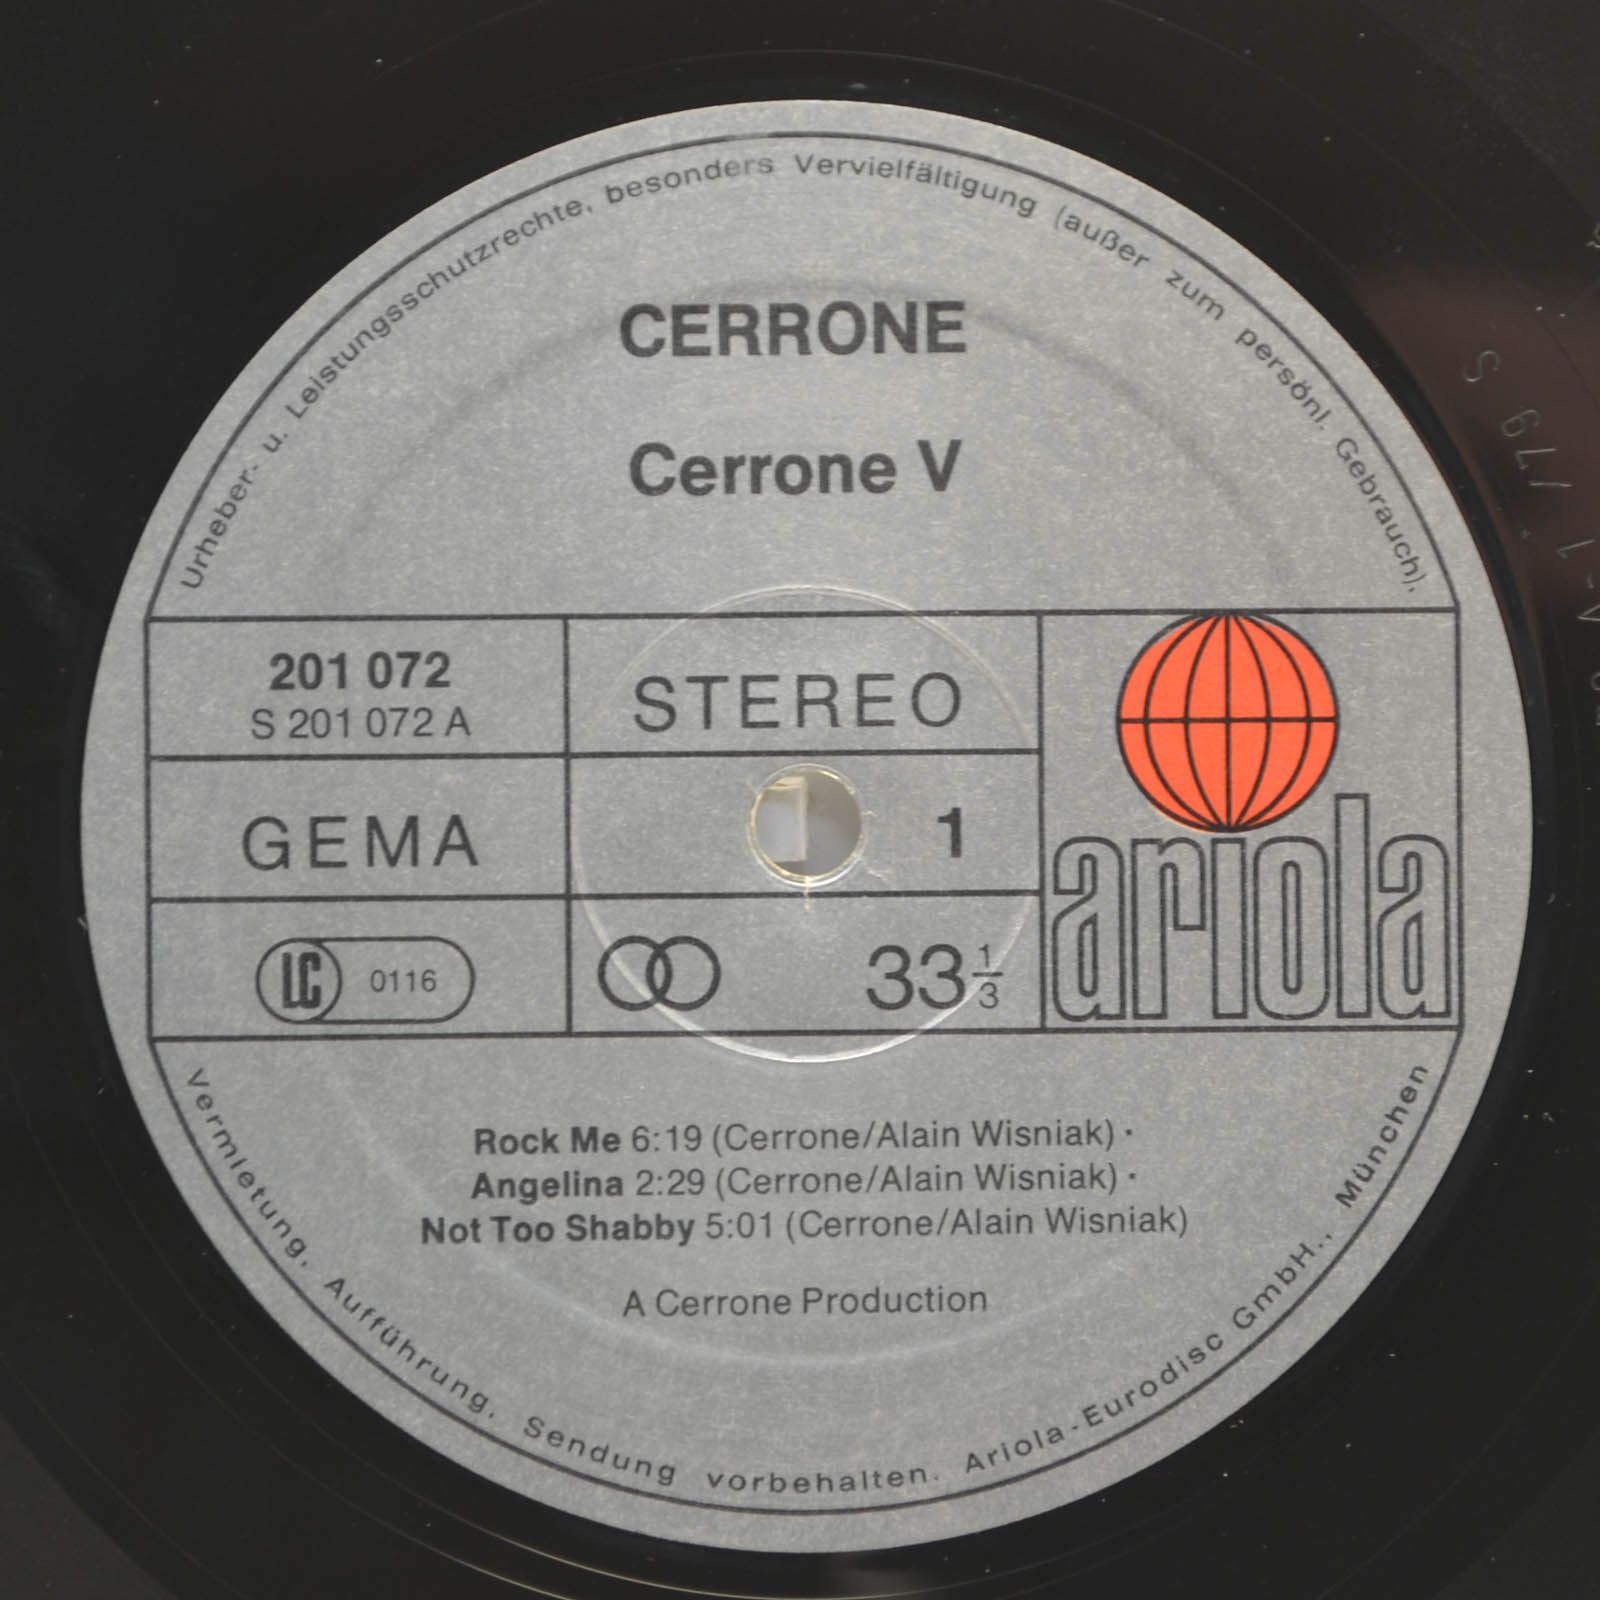 Urheber- u. Leistungsschutzrechte, besonders Vervielfältigung (außer zum persönl. Gebrauch),
CERRONE
Cerrone V
201 072
S 201 072 A
STEREO
GEMA
1
LC 0116
33 1/3
ariola
Rock Me 6:19 (Cerrone/Alain Wisniak) ·
Angelina 2:29 (Cerrone/Alain Wisniak) ·
Not Too Shabby 5:01 (Cerrone/Alain Wisniak)
A Cerrone Production
Vermietung, Aufführung, Sendung vorbehalten. Ariola-Eurodisc GmbH., München